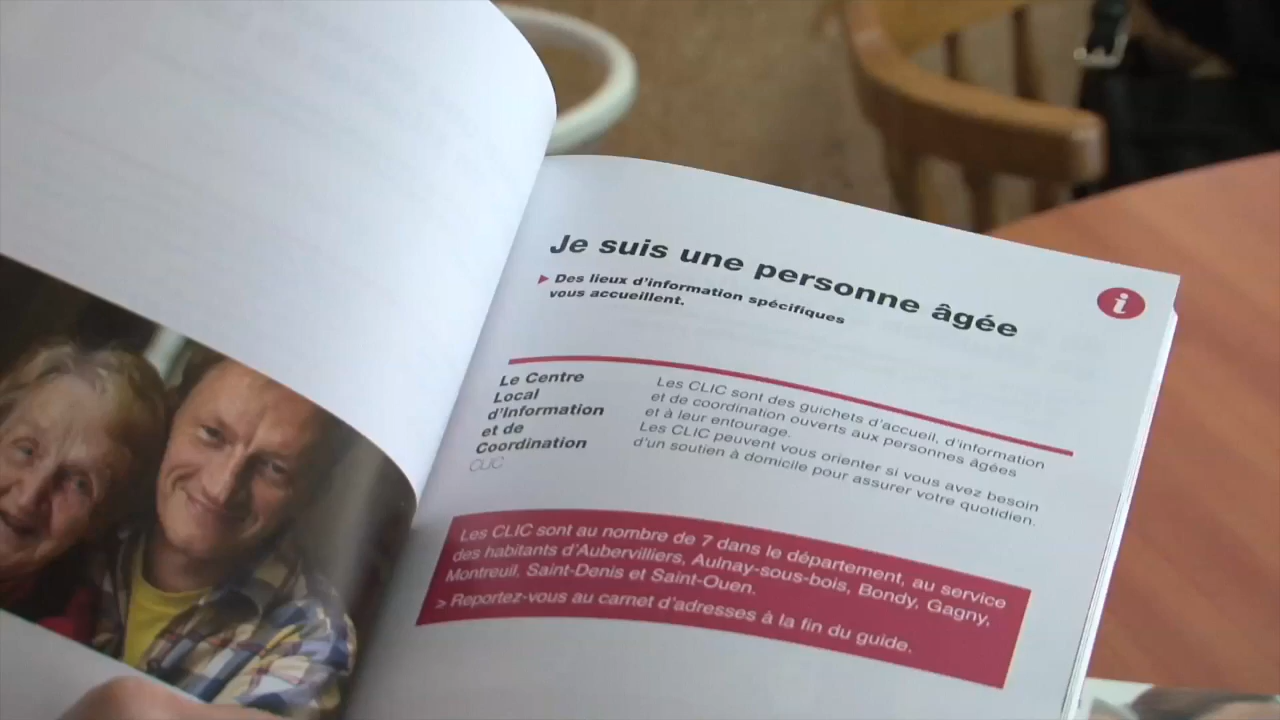 Je suis une personne âgée
i
Des lieux d'information spécifiques
vous accueillent.
Le Centre
Local
d'Information
et de
Coordination
CLIC
Les CLIC sont des guichets d'accueil, d'information
et de coordination ouverts aux personnes âgées
et à leur entourage.
Les CLIC peuvent vous orienter si vous avez besoin
d'un soutien à domicile pour assurer votre quotidien.
Les CLIC sont au nombre de 7 dans le département, au service
des habitants d'Aubervilliers, Aulnay-sous-bois, Bondy, Gagny,
Montreuil, Saint-Denis et Saint-Ouen.
> Reportez-vous au carnet d'adresses à la fin du guide.